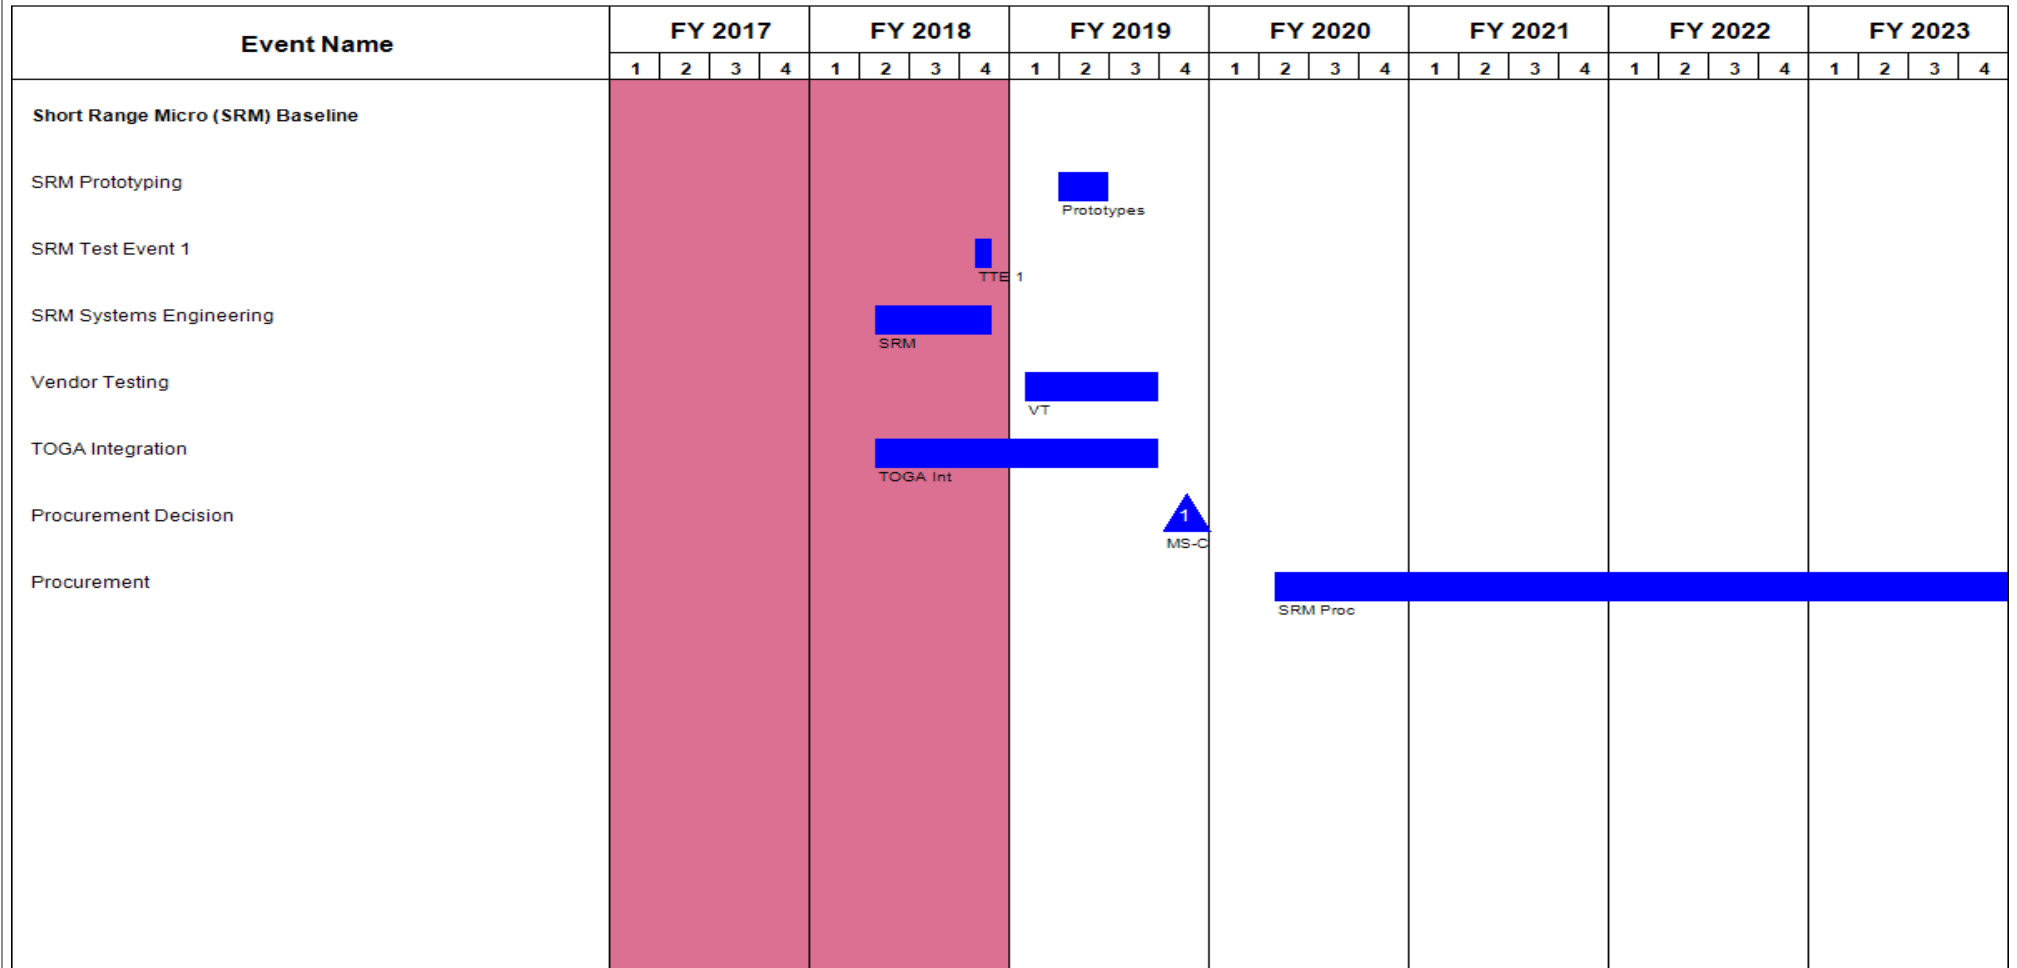 Event Name
FY 2017 FY 2018 FY 2019 FY 2020 FY 2021 FY 2022 FY 2023
1 2 3 4 1 2 3 4 1 2 3 4 1 2 3 4 1 2 3 4 1 2 3 4 1 2 3 4
Short Range Micro (SRM) Baseline
SRM Prototyping
Prototypes
SRM Test Event 1
TTE 1
SRM Systems Engineering
SRM
Vendor Testing
VT
TOGA Integration
TOGA Int
Procurement Decision
1
MS-C
Procurement
SRM Proc